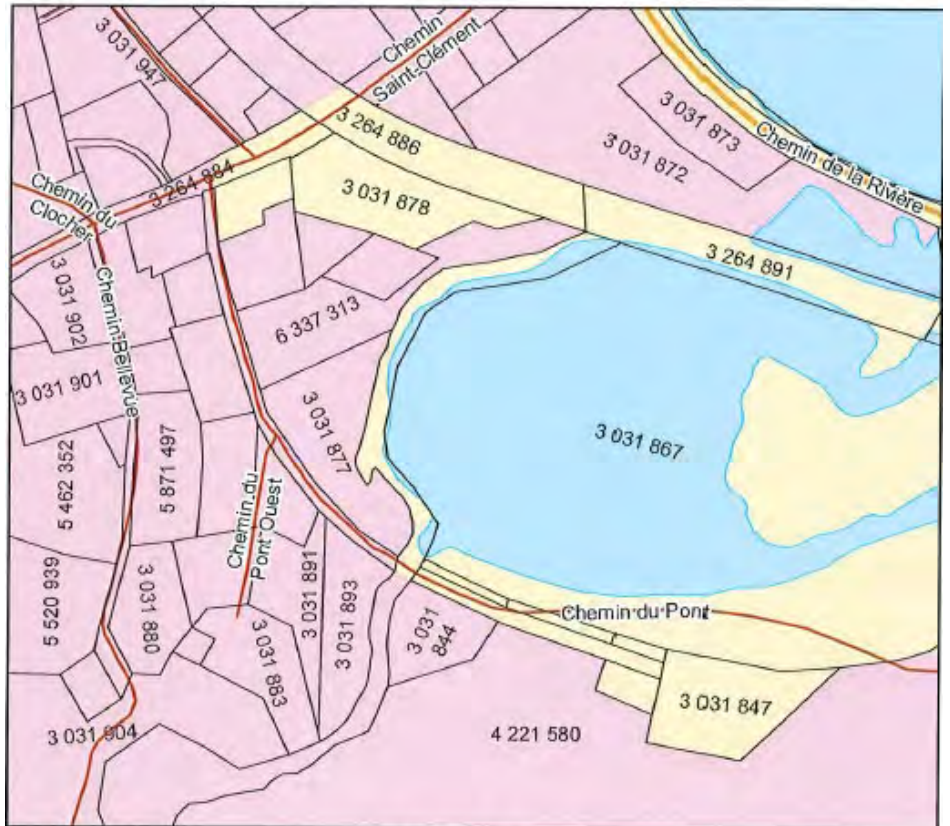 3 031 947
Chemin
Saint-Clément
3 264 886
3 031 873
3 031 872
Chemin de la Rivière
3 264 884
3 031 878
Chemin du
Clocher
3 264 891
3 031 902
Chemin Bellevue
6 337 313
3 031 901
3 031 877
3 031 867
5 462 352
5 871 497
Chemin du
Pont Ouest
5 520 939
3 031 880
3 031 891
3 031 893
3 031
844
Chemin du Pont
3 031 883
3 031 847
3 031 904
4 221 580